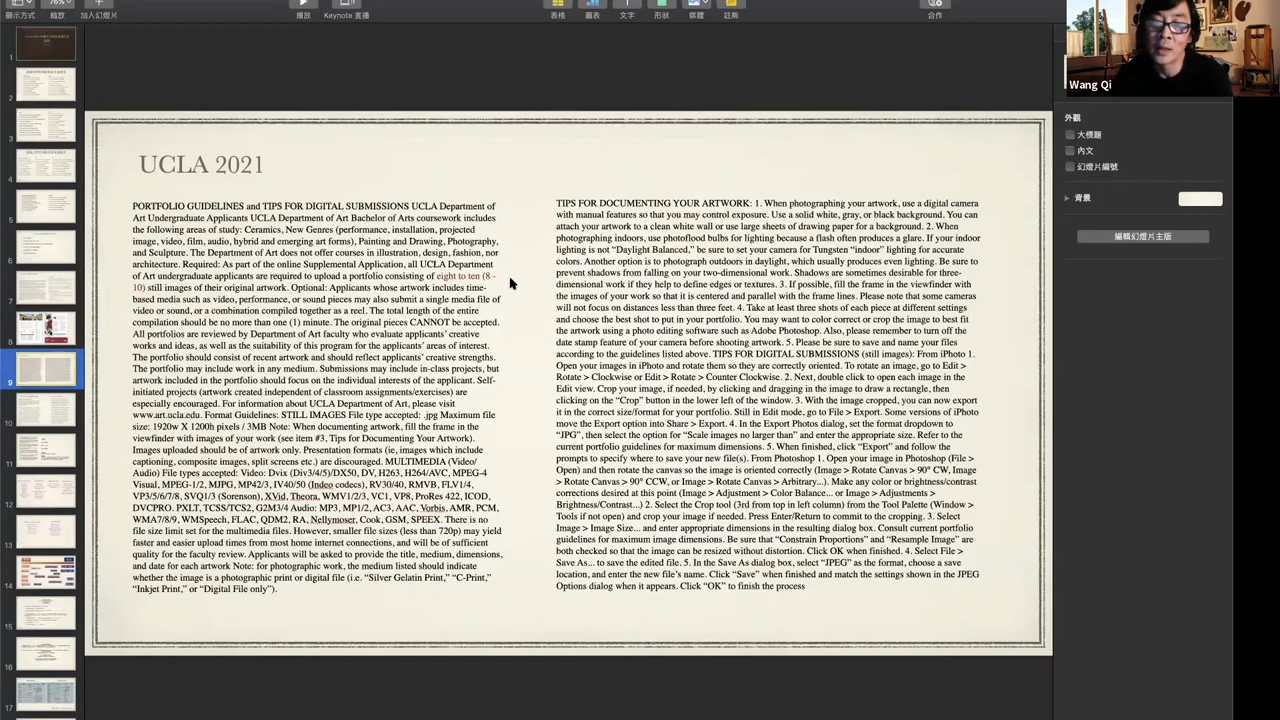 76%
顯示方式
縮放
加入幻燈片
播放
Keynote 直播
表格
圖表
文字
形狀
媒體
註解
合作
Wang Qi
外觀
大標題
內文
幻燈片編號
背景
編輯幻燈片主版
1
2
3
4
5
6
7
8
9
10
11
12
13
14
15
16
17
UCLA 2021
PORTFOLIO GUIDELINES and TIPS FOR DIGITAL SUBMISSIONS UCLA Department of
Art Undergraduate Applicants UCLA Department of Art Bachelor of Arts coursework includes
the following areas of study: Ceramics, New Genres (performance, installation, projected
image, video, film, audio, hybrid and emerging art forms), Painting and Drawing, Photography,
and Sculpture. The Department of Art does not offer courses in illustration, design, fashion, nor
architecture. Required: As part of the online Supplemental Application, all UCLA Department
of Art undergraduate applicants are required to upload a portfolio consisting of eight to ten (8 -
10) still images of their original artwork. Optional: Applicants whose artwork includes time-
based media such as video, performance, or sound pieces may also submit a single media file of
video or sound, or a combination compiled together as a reel. The total length of the entire
compilation should be no more than one (1) minute. The original pieces CANNOT be accepted.
All portfolios are reviewed by Department of Art faculty who evaluate applicants’ creative
works and ideas, as well as the suitability of this program for the applicants’ areas of interest.
The portfolio should consist of recent artwork and should reflect applicants’ creative strengths.
The portfolio may include work in any medium. Submissions may include in-class projects, but
artwork included in the portfolio should focus on the individual interests of the applicant. Self-
initiated projects (artwork created independent of classroom assignments/exercises) are
especially encouraged. For information about UCLA Department of Art, please visit
www.art.ucla.edu. Format Guidelines: STILL IMAGES File type accepted: .jpg Maximum file
size: 1920w X 1200h pixels / 3MB Note: When documenting artwork, fill the frame in the
viewfinder with images of your work (see item #3, Tips for Documenting Your Artwork).
Images uploaded should be of artwork only. Presentation formats (ie, images which include
captioning, composite images, split screens etc.) are discouraged. MULTIMEDIA (Video/
Audio) File types accepted: Video: Dvix (Dvix3/4/5/DX50, DV, H263, H264/AVC, MPEG-4
Visual, MPEG-1/2, MJPG, MP42/3, IV40/50 (Indeo codecs), RV30/40, RMVB, FLV1/4,
VP3/5/6/7/8, SVQ1/3 (Sorenson), XVid, Theora, WMV1/2/3, VC1, VP8, ProRes 422, ICOD,
DVCPRO. PXLT, TCSS/TCS2, G2M3/4 Audio: MP3, MP1/2, AC3, AAC, Vorbis, AMR, PCM,
WMA7/8/9, WMSpeech, FLAC, QDM2, RA, Nellymoser, Cook, GSM, SPEEX. There is no
file size limit set for the multimedia files. However, smaller file sizes (less than 720p) may yield
faster and easier upload times from most home internet connections, and will be of sufficient
quality for the faculty review. Applicants will be asked to provide the title, medium, dimensions,
and date for each artwork Note: for photographic work, the medium listed should indicate
whether the image is a photographic print or digital file (i.e. “Silver Gelatin Print,” “C-Print,”
“Inkjet Print,” or “Digital File only”).
TIPS FOR DOCUMENTING YOUR ARTWORK: 1. When photographing your artwork, use a digital camera
with manual features so that you may control exposure. Use a solid white, gray, or black background. You can
attach your artwork to a clean white wall or use large sheets of drawing paper for a background. 2. When
photographing indoors, use photoflood bulbs for lighting because a flash often produces a glare. If your indoor
lighting is not “Daylight Balanced,” be sure to set your camera for Tungsten “indoor” lighting for accurate
colors. Another option is to photograph outdoors in daylight, which usually produces even lighting. Be sure to
prevent shadows from falling on your two-dimensional work. Shadows are sometimes desirable for three-
dimensional work if they help to define edges or textures. 3. If possible, fill the frame in the viewfinder with
the images of your work so that it is centered and parallel with the frame lines. Please note that some cameras
will not focus on distances less than three feet. 4. Take at least three shots of each piece at different settings
and choose the best shot to put in your portfolio. You may want to color correct or crop the image to best fit
the artwork using a photo editing software such as Adobe Photoshop. Also, please remember to turn off the
date stamp feature of your camera before shooting artwork. 5. Please be sure to save and name your files
according to the guidelines listed above. TIPS FOR DIGITAL SUBMISSIONS (still images): From iPhoto 1.
Open your images in iPhoto and rotate them so they are correctly oriented. To rotate an image, go to Edit >
Rotate > Clockwise or Edit > Rotate > Counter Clockwise. 2. Next, double click to open each image in the
Edit view. Crop your image, if needed, by clicking and dragging in the image to draw a rectangle, then
clicking on the “Crop” button in the lower left of the window. 3. With the image cropped, you can now export
it in the correct size/format for your portfolio. Still in Edit mode, go to File > Export. Some versions of iPhoto
move the Export option into Share > Export. 4. In the Export Photos dialog, set the format dropdown to
“JPG”, then select the option for “Scale images no larger than” and enter the appropriate size. Refer to the
current portfolio guidelines for maximum dimensions. 5. When finished, click “Export” and follow the
prompts to specify where to save your new file(s). From Photoshop 1. Open your image in Photoshop (File >
Open) and then rotate the canvas so the image is oriented correctly (Image > Rotate Canvas > 90° CW, Image
> Rotate Canvas > 90° CCW, or Image > Rotate Canvas > Arbitrary...). Make any color or brightness/contrast
corrections desired at this point (Image > Adjustment > Color Balance... or Image > Adjustments >
Brightness/Contrast...) 2. Select the Crop tool (3rd from top in left column) from the Tool Palette (Window >
Tools if not open) and crop your image if needed. Press Enter/Return to commit to the cropping. 3. Select
Image > Image Size... and enter appropriate dimensions in the resulting dialog box. Consult current portfolio
guidelines for maximum image dimensions. Be sure that “Constrain Proportions” and “Resample Image” are
both checked so that the image can be resized without distortion. Click OK when finished. 4. Select File >
Save As... to save the edited file. 5. In the Save As dialog box, select “JPEG” as the format, choose a save
location, and enter the new file’s name. Click “Save” when finished and match the settings shown in the JPEG
Options dialog when it appears. Click “OK” to finish the process